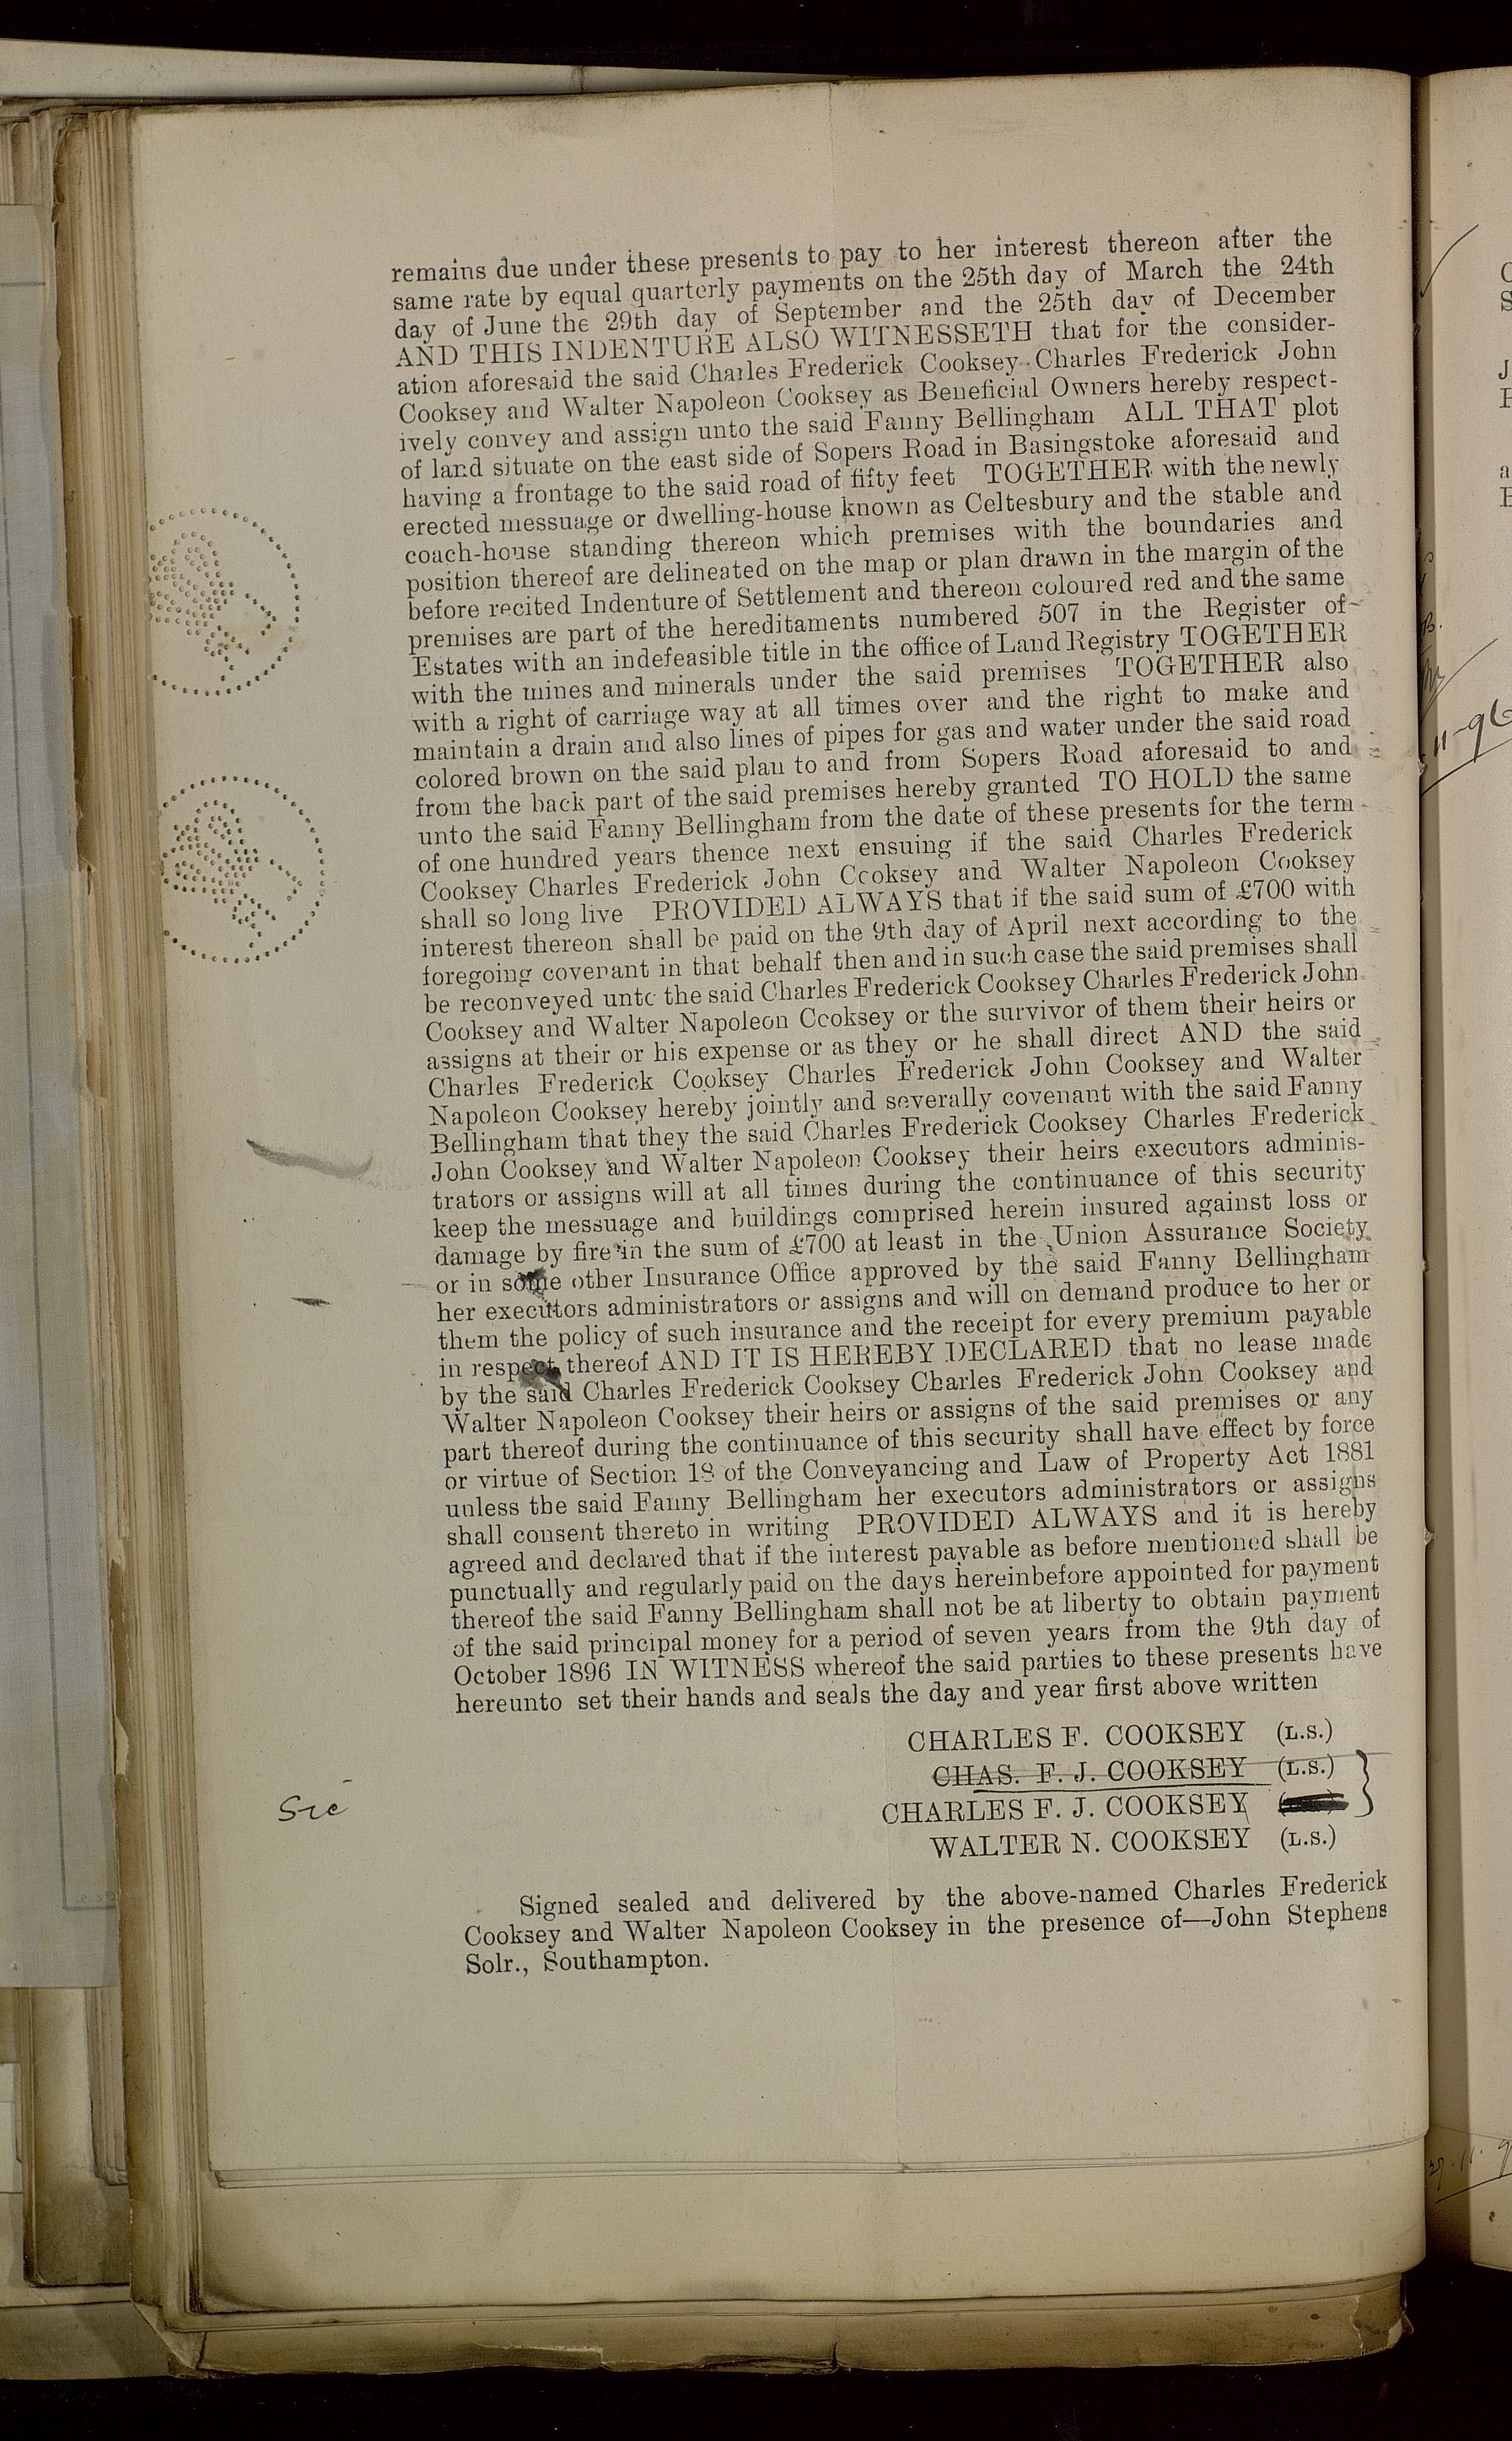 remains due under these presents to pay to her interest thereon after the
same rate by equal quarterly payments on the 25th day of March the 24th
day of June the 29th day of September and the 25th day of December
AND THIS INDENTURE ALSO WITNESSETH that for the consider-
ation aforesaid the said Charles Frederick Cooksey Charles Frederick John
Cooksey and Walter Napoleon Cooksey as Beneficial Owners hereby respect-
ively convey and assign unto the said Fanny Bellingham ALL THAT plot
of land situate on the east side of Sopers Road in Basingstoke aforesaid and
having a frontage to the said road of fifty feet TOGETHER with the newly
erected messuage or dwelling-house known as Celtesbury and the stable and
coach-house standing thereon which premises with the boundaries and
position thereof are delineated on the map or plan drawn in the margin of the
before recited Indenture of Settlement and thereon coloured red and the same
premises are part of the hereditaments numbered 507 in the Register of
Estates with an indefeasible title in the office of Land Registry TOGETHER
with the mines and minerals under the said premises TOGETHER also
with a right of carriage way at all times over and the right to make and
maintain a drain and also lines of pipes for gas and water under the said road
colored brown on the said plan to and from Sopers Road aforesaid to and
from the back part of the said premises hereby granted TO HOLD the same
unto the said Fanny Bellingham from the date of these presents for the term
of one hundred years thence next ensuing if the said Charles Frederick
Cooksey Charles Frederick John Cooksey and Walter Napoleon Cooksey
shall so long live PROVIDED ALWAYS that if the said sum of £700 with
interest thereon shall be paid on the 9th day of April next according to the
foregoing covenant in that behalf then and in such case the said premises shall
be reconveyed unto the said Charles Frederick Cooksey Charles Frederick John
Cooksey and Walter Napoleon Cooksey or the survivor of them their heirs or
assigns at their or his expense or as they or he shall direct AND the said
Charles Frederick Cooksey Charles Frederick John Cooksey and Walter
Napoleon Cooksey hereby jointly and severally covenant with the said Fanny
Bellingham that they the said Charles Frederick Cooksey Charles Frederick
John Cooksey and Walter Napoleon Cooksey their heirs executors adminis-
trators or assigns will at all times during the continuance of this security
keep the messuage and buildings comprised herein insured against loss or
damage by fire in the sum of £700 at least in the Union Assurance Society
or in some other Insurance Office approved by the said Fanny Bellingham
her executors administrators or assigns and will on demand produce to her or
them the policy of such insurance and the receipt for every premium payable
in respect thereof AND IT IS HEREBY DECLARED that no lease made
by the said Charles Frederick Cooksey Charles Frederick John Cooksey and
Walter Napoleon Cooksey their heirs or assigns of the said premises or any
part thereof during the continuance of this security shall have effect by force
or virtue of Section 18 of the Conveyancing and Law of Property Act 1881
unless the said Fanny Bellingham her executors administrators or assigns
shall consent thereto in writing PROVIDED ALWAYS and it is hereby
agreed and declared that if the interest payable as before mentioned shall be
punctually and regularly paid on the days hereinbefore appointed for payment
thereof the said Fanny Bellingham shall not be at liberty to obtain payment
of the said principal money for a period of seven years from the 9th day of
October 1896 IN WITNESS whereof the said parties to these presents have
hereunto set their hands and seals the day and year first above written
CHARLES F. COOKSEY (L.S.)
CHAS. F. J. COOKSEY (L.S.)
Sic CHARLES F. J. COOKSEY
WALTER N. COOKSEY (L.S.)
Signed sealed and delivered by the above-named Charles Frederick
Cooksey and Walter Napoleon Cooksey in the presence of—John Stephens
Solr., Southampton.